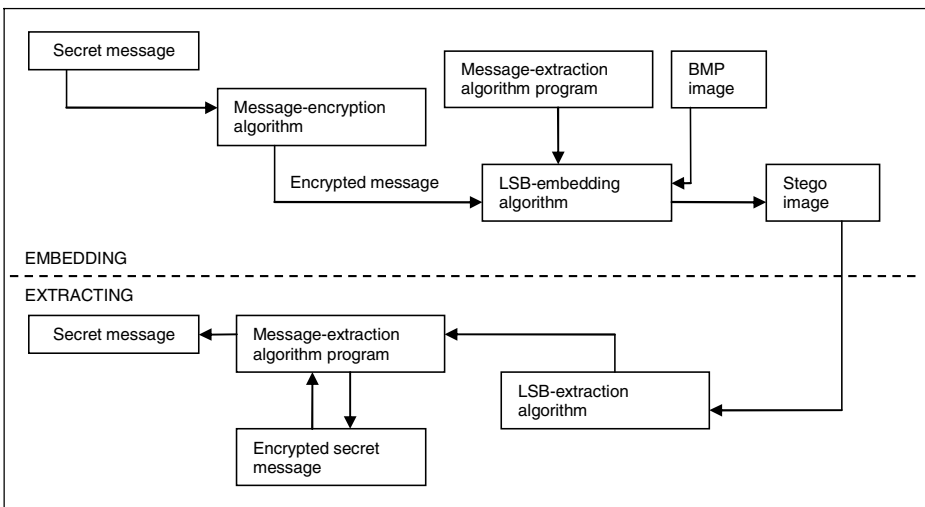 Secret message
Message-encryption
algorithm
Message-extraction
algorithm program
BMP
image
Encrypted message
LSB-embedding
algorithm
Stego
image
EMBEDDING
EXTRACTING
Secret message
Message-extraction
algorithm program
LSB-extraction
algorithm
Encrypted secret
message